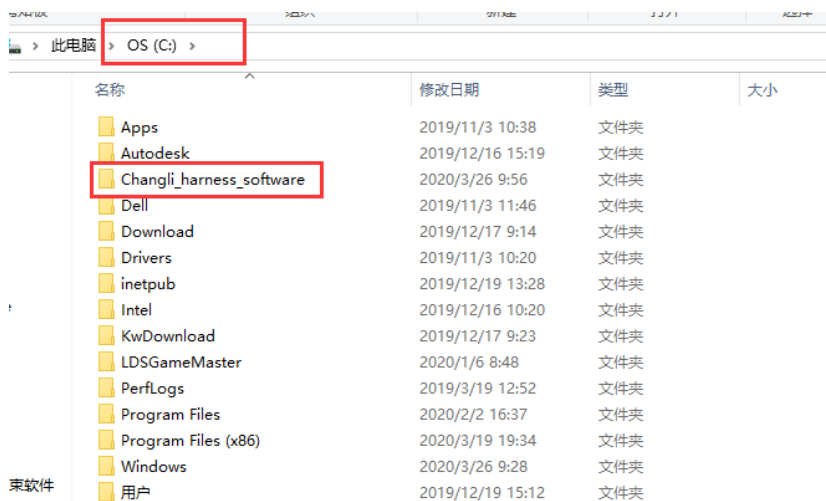 此电脑 > OS (C:) >
名称 修改日期 类型 大小
Apps 2019/11/3 10:38 文件夹
Autodesk 2019/12/16 15:19 文件夹
Changli_harness_software 2020/3/26 9:56 文件夹
Dell 2019/11/3 11:46 文件夹
Download 2019/12/17 9:14 文件夹
Drivers 2019/11/3 10:20 文件夹
inetpub 2019/12/19 13:28 文件夹
Intel 2019/12/16 10:20 文件夹
KwDownload 2019/12/17 9:23 文件夹
LDSGameMaster 2020/1/6 8:48 文件夹
PerfLogs 2019/3/19 12:52 文件夹
Program Files 2020/2/2 16:37 文件夹
Program Files (x86) 2020/3/19 19:34 文件夹
Windows 2020/3/26 9:28 文件夹
束软件
用户 2019/12/19 15:12 文件夹